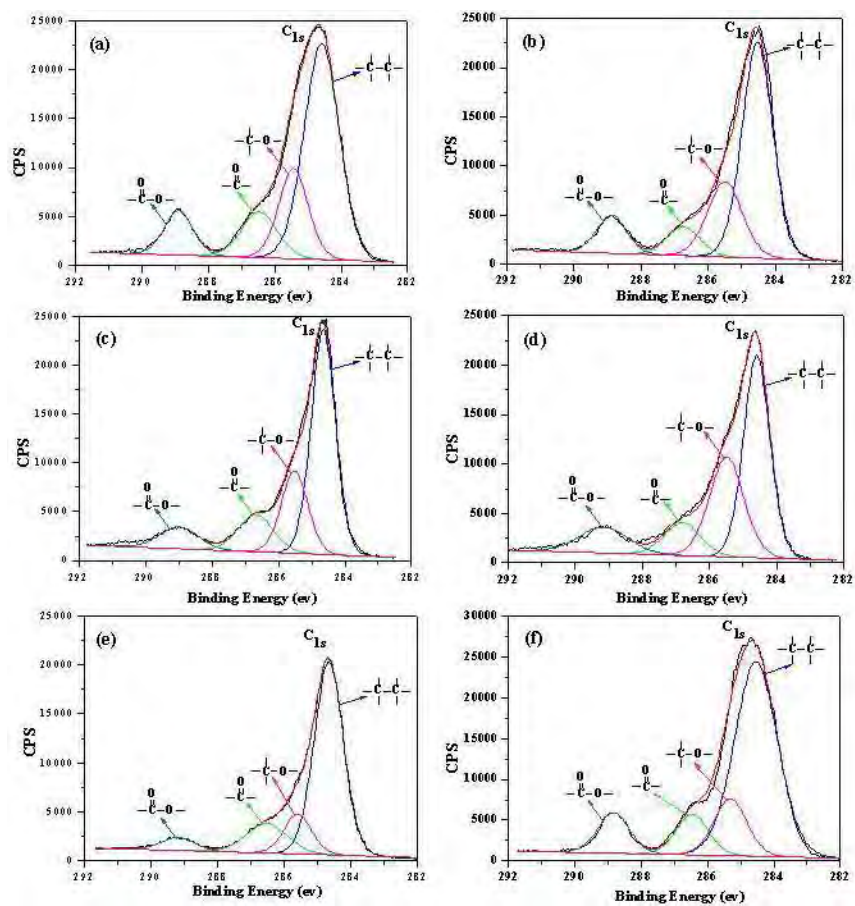 (a)
C1s
25000
20000
15000
10000
5000
0
CPS
–C–C–
–C–O–
O
–C–
O
–C–O–
292 290 288 286 284 282
Binding Energy (ev)
(b)
C1s
25000
20000
15000
10000
5000
0
CPS
–C–C–
–C–O–
O
–C–
O
–C–O–
292 290 288 286 284 282
Binding Energy (ev)
(c)
C1s
25000
20000
15000
10000
5000
0
CPS
–C–C–
–C–O–
O
–C–
O
–C–O–
292 290 288 286 284 282
Binding Energy (ev)
(d)
C1s
25000
20000
15000
10000
5000
0
CPS
–C–C–
–C–O–
O
–C–
O
–C–O–
292 290 288 286 284 282
Binding Energy (ev)
(e)
C1s
25000
20000
15000
10000
5000
0
CPS
–C–C–
–C–O–
O
–C–
O
–C–O–
292 290 288 286 284 282
Binding Energy (ev)
(f)
C1s
30000
25000
20000
15000
10000
5000
0
CPS
–C–C–
–C–O–
O
–C–
O
–C–O–
292 290 288 286 284 282
Binding Energy (ev)